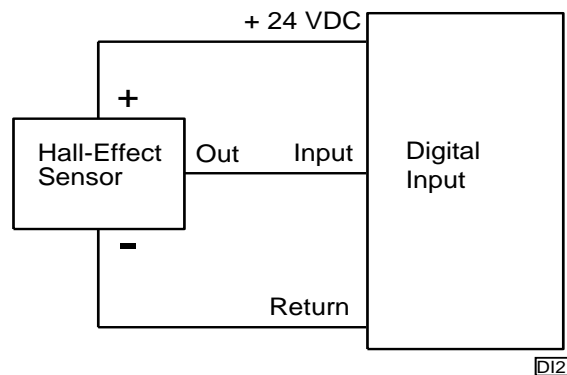 + 24 VDC
+
Hall-Effect
Sensor
Out
Input
Digital
Input
-
Return
DI2